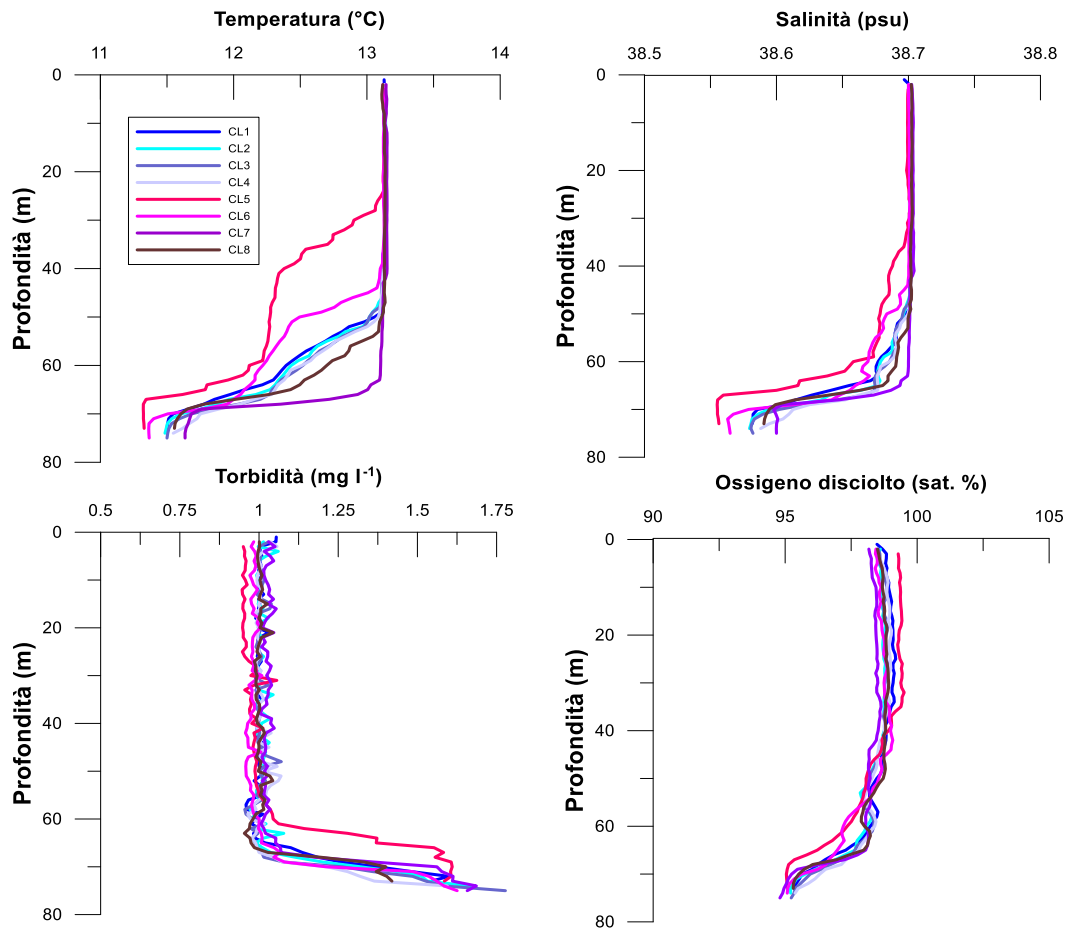 Temperatura (°C)
11 12 13 14
Profondità (m)
0
20
40
60
80
CL1
CL2
CL3
CL4
CL5
CL6
CL7
CL8
Salinità (psu)
38.5 38.6 38.7 38.8
Profondità (m)
0
20
40
60
80
Torbidità (mg l-1)
0.5 0.75 1 1.25 1.5 1.75
Profondità (m)
0
20
40
60
80
Ossigeno disciolto (sat. %)
90 95 100 105
Profondità (m)
0
20
40
60
80